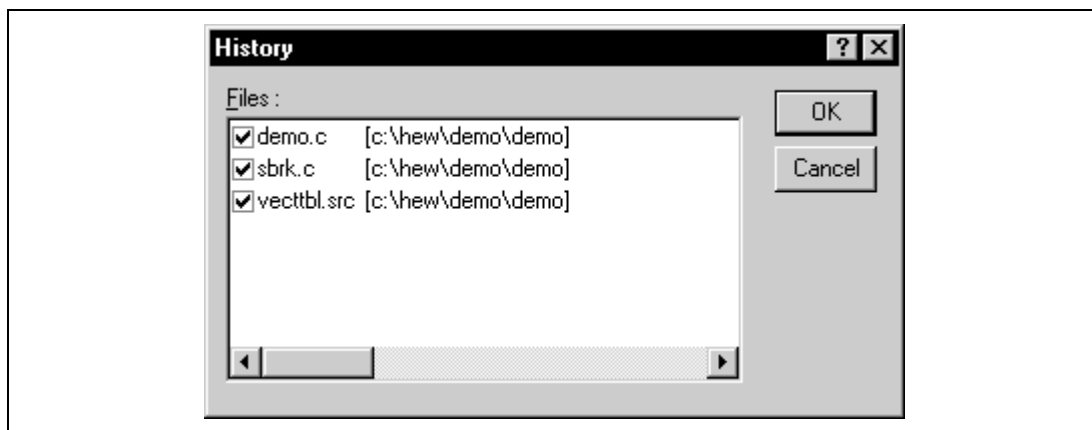 History
Files :
OK
demo.c [c:\hew\demo\demo]
sbrk.c [c:\hew\demo\demo]
Cancel
vecttbl.src [c:\hew\demo\demo]